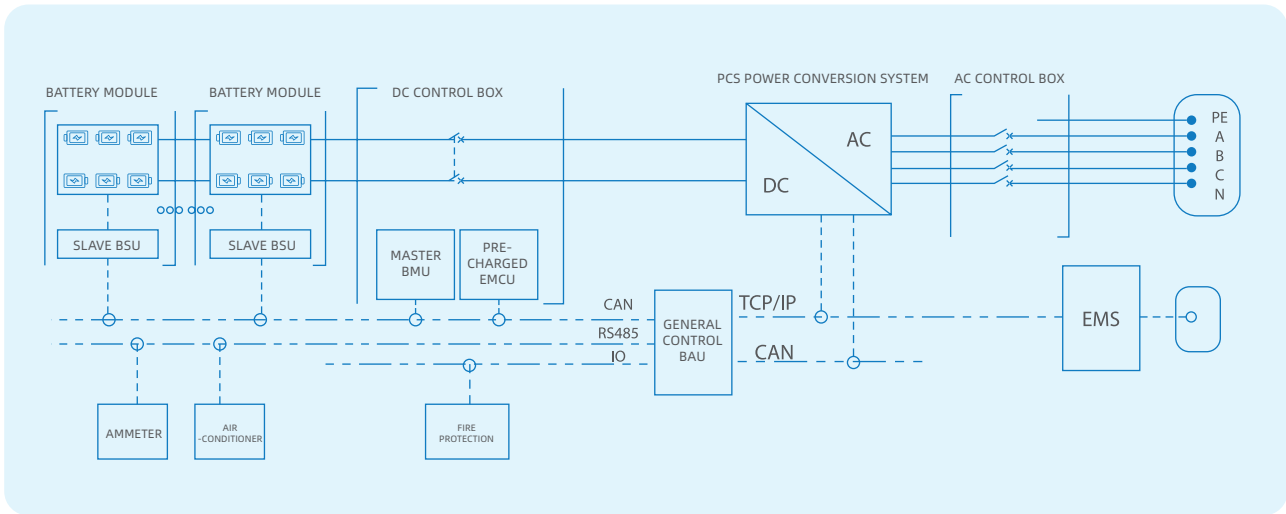 PCS POWER CONVERSION SYSTEM
AC CONTROL BOX
BATTERY MODULE
BATTERY MODULE
DC CONTROL BOX
PE
A
B
C
N
AC
DC
SLAVE BSU
SLAVE BSU
MASTER
BMU
PRE-
CHARGED
EMCU
CAN
RS485
IO
GENERAL
CONTROL
BAU
TCP/IP
CAN
EMS
AMMETER
AIR
-CONDITIONER
FIRE
PROTECTION